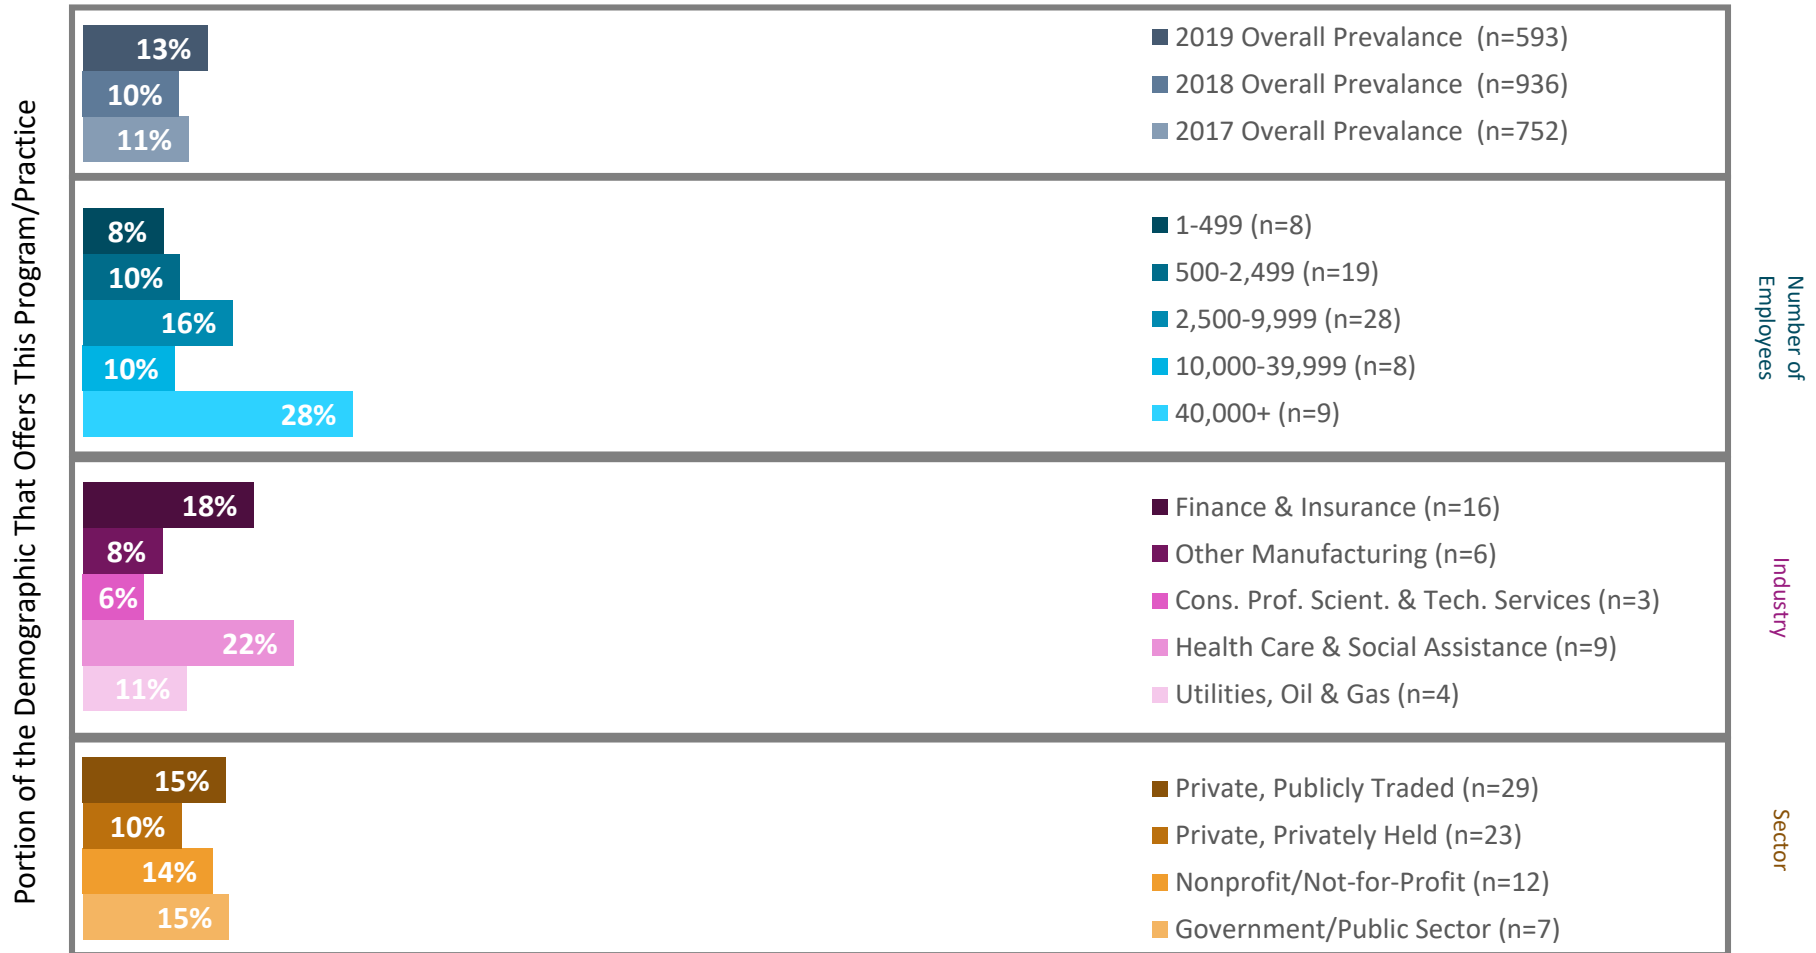 Portion of the Demographic That Offers This Program/Practice
13%
10%
11%
2019 Overall Prevalance (n=593)
2018 Overall Prevalance (n=936)
2017 Overall Prevalance (n=752)
8%
10%
16%
10%
28%
1-499 (n=8)
500-2,499 (n=19)
2,500-9,999 (n=28)
10,000-39,999 (n=8)
40,000+ (n=9)
Number of
Employees
18%
8%
6%
22%
11%
Finance & Insurance (n=16)
Other Manufacturing (n=6)
Cons. Prof. Scient. & Tech. Services (n=3)
Health Care & Social Assistance (n=9)
Utilities, Oil & Gas (n=4)
Industry
15%
10%
14%
15%
Private, Publicly Traded (n=29)
Private, Privately Held (n=23)
Nonprofit/Not-for-Profit (n=12)
Government/Public Sector (n=7)
Sector